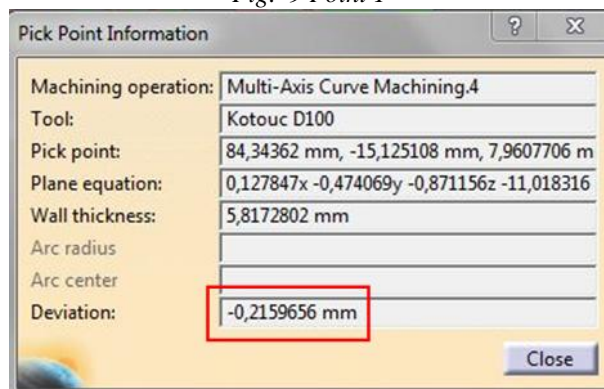 Fig. 9 Point 1
Pick Point Information
Machining operation: Multi-Axis Curve Machining.4
Tool: Kotouc D100
Pick point: 84,34362 mm, -15,125108 mm, 7,9607706 m
Plane equation: 0,127847x -0,474069y -0,871156z -11,018316
Wall thickness: 5,8172802 mm
Arc radius
Arc center
Deviation: -0,2159656 mm
Close